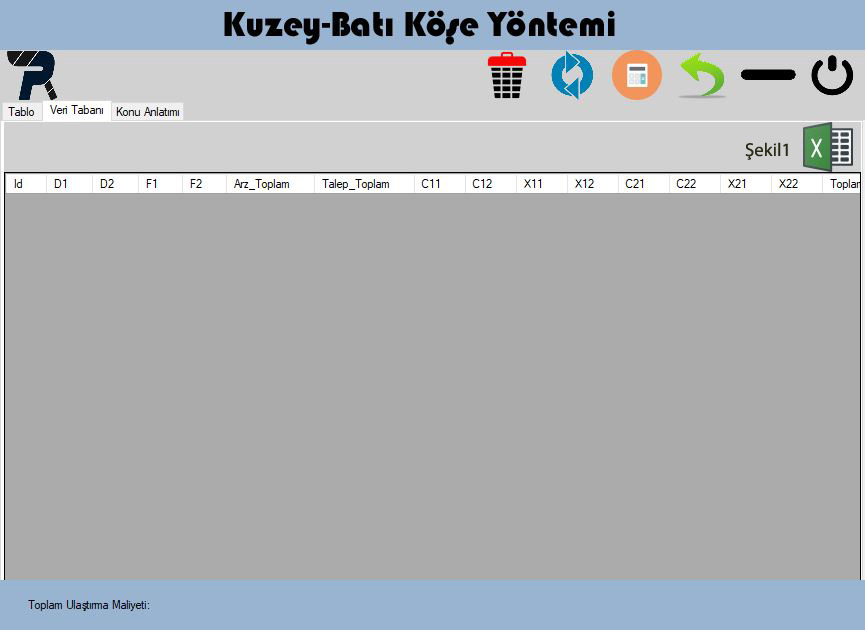 Kuzey-Batı Köşe Yöntemi
Tablo Veri Tabanı Konu Anlatımı
Şekil1 X
Id D1 D2 F1 F2 Arz_Toplam Talep_Toplam C11 C12 X11 X12 C21 C22 X21 X22 Toplam
Toplam Ulaştırma Maliyeti: